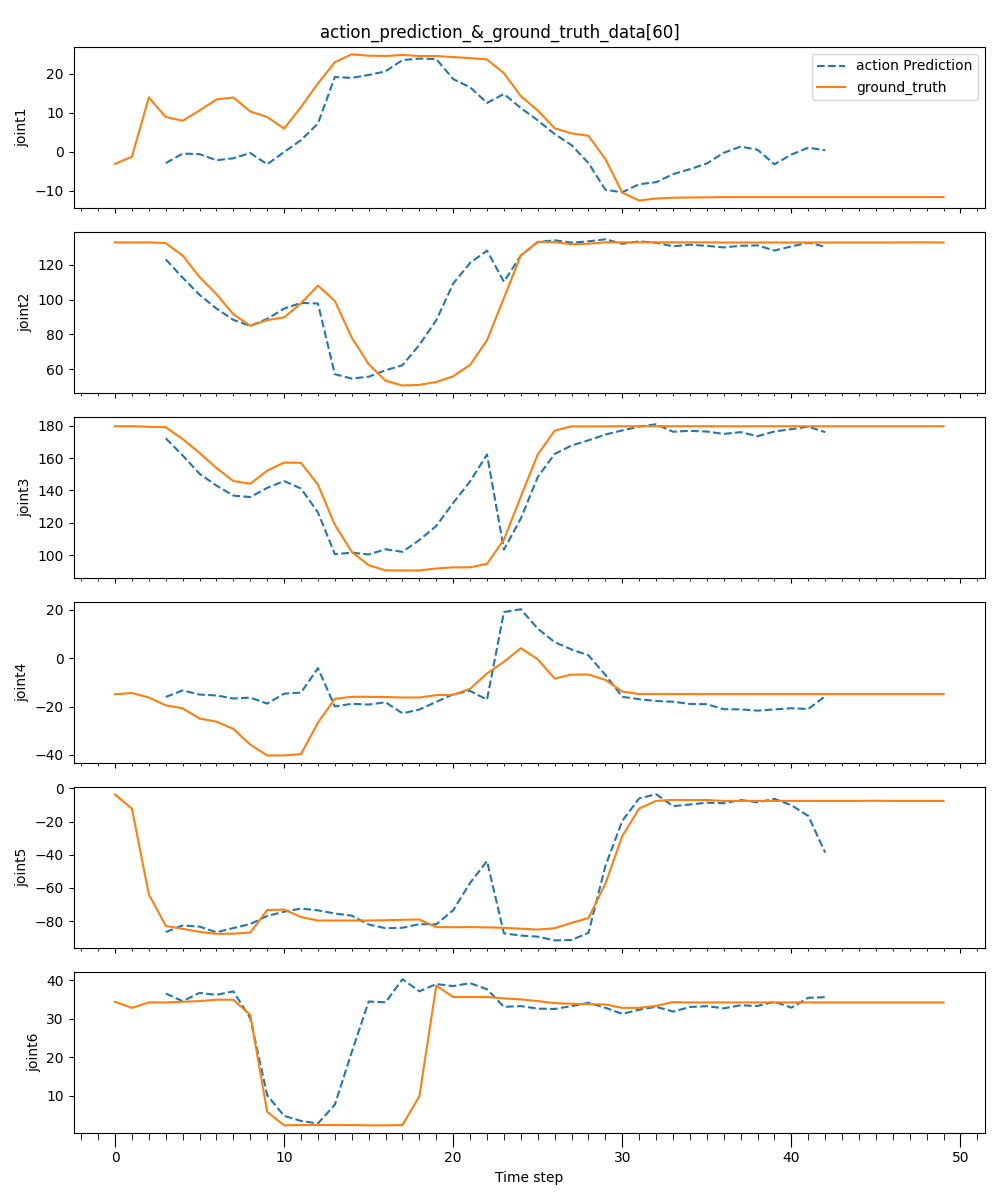 action_prediction_&_ground_truth_data[60]
action Prediction
ground_truth
joint1
20
10
0
−10
joint2
120
100
80
60
joint3
180
160
140
120
100
joint4
20
0
−20
−40
joint5
0
−20
−40
−60
−80
joint6
40
30
20
10
0 10 20 30 40 50
Time step